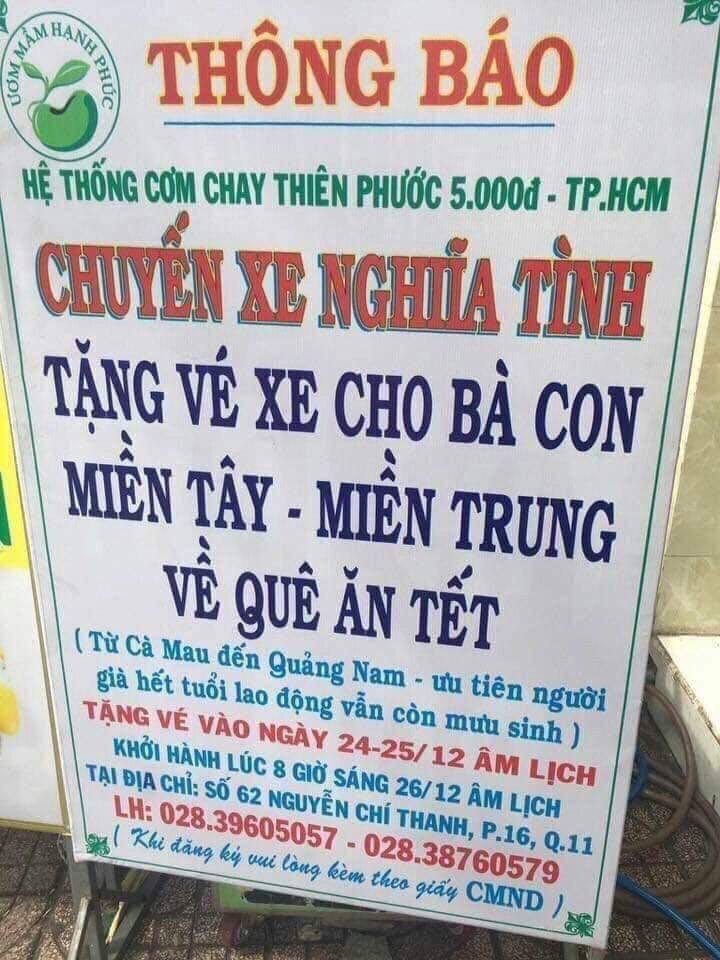 ƯƠM MẦM HẠNH PHÚC
THÔNG BÁO
HỆ THỐNG CƠM CHAY THIÊN PHƯỚC 5.000đ - TP.HCM
CHUYẾN XE NGHĨA TÌNH
TẶNG VÉ XE CHO BÀ CON
MIỀN TÂY - MIỀN TRUNG
VỀ QUÊ ĂN TẾT
( Từ Cà Mau đến Quảng Nam - ưu tiên người
già hết tuổi lao động vẫn còn mưu sinh )
TẶNG VÉ VÀO NGÀY 24-25/ 12 ÂM LỊCH
KHỞI HÀNH LÚC 8 GIỜ SÁNG 26/12 ÂM LỊCH
TẠI ĐỊA CHỈ: SỐ 62 NGUYỄN CHÍ THANH, P.16, Q.11
LH: 028.39605057 - 028.38760579
( Khi đăng ký vui lòng kèm theo giấy CMND )